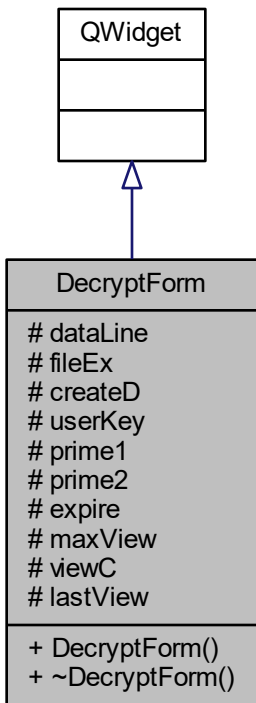 QWidget
DecryptForm
# dataLine
# fileEx
# createD
# userKey
# prime1
# prime2
# expire
# maxView
# viewC
# lastView
+ DecryptForm()
+ ~DecryptForm()